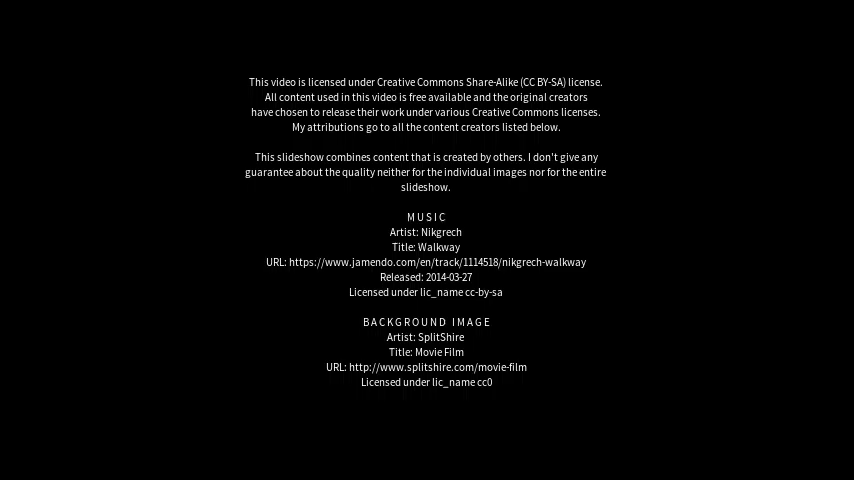 This video is licensed under Creative Commons Share-Alike (CC BY-SA) license.
All content used in this video is free available and the original creators
have chosen to release their work under various Creative Commons licenses.
My attributions go to all the content creators listed below.
This slideshow combines content that is created by others. I don't give any
guarantee about the quality neither for the individual images nor for the entire
slideshow.
MUSIC
Artist: Nikgrech
Title: Walkway
URL: https://www.jamendo.com/en/track/1114518/nikgrech-walkway
Released: 2014-03-27
Licensed under lic_name cc-by-sa
BACKGROUND IMAGE
Artist: SplitShire
Title: Movie Film
URL: http://www.splitshire.com/movie-film
Licensed under lic_name cc0